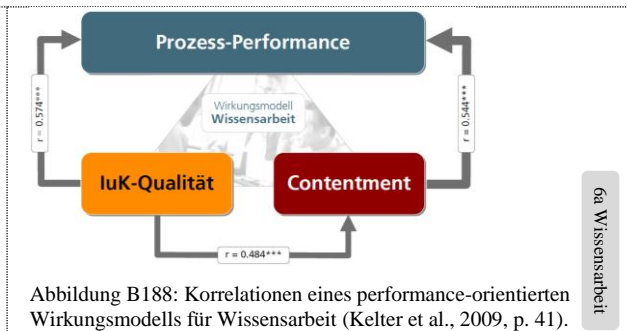 Prozess-Performance
r = 0.574***
Wirkungsmodell
Wissensarbeit
r = 0.544***
IuK-Qualität
Contentment
r = 0.484***
6a Wissensarbeit
Abbildung B188: Korrelationen eines performance-orientierten
Wirkungsmodells für Wissensarbeit (Kelter et al., 2009, p. 41).